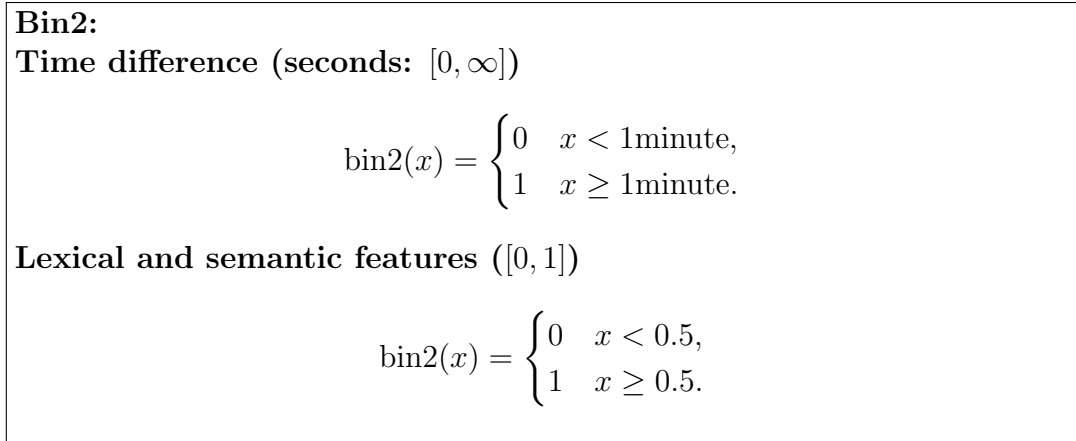 Bin2:
Time difference (seconds: [0, ∞])
bin2(x) = {0 x < 1minute,
1 x ≥ 1minute.
Lexical and semantic features ([0, 1])
bin2(x) = {0 x < 0.5,
1 x ≥ 0.5.